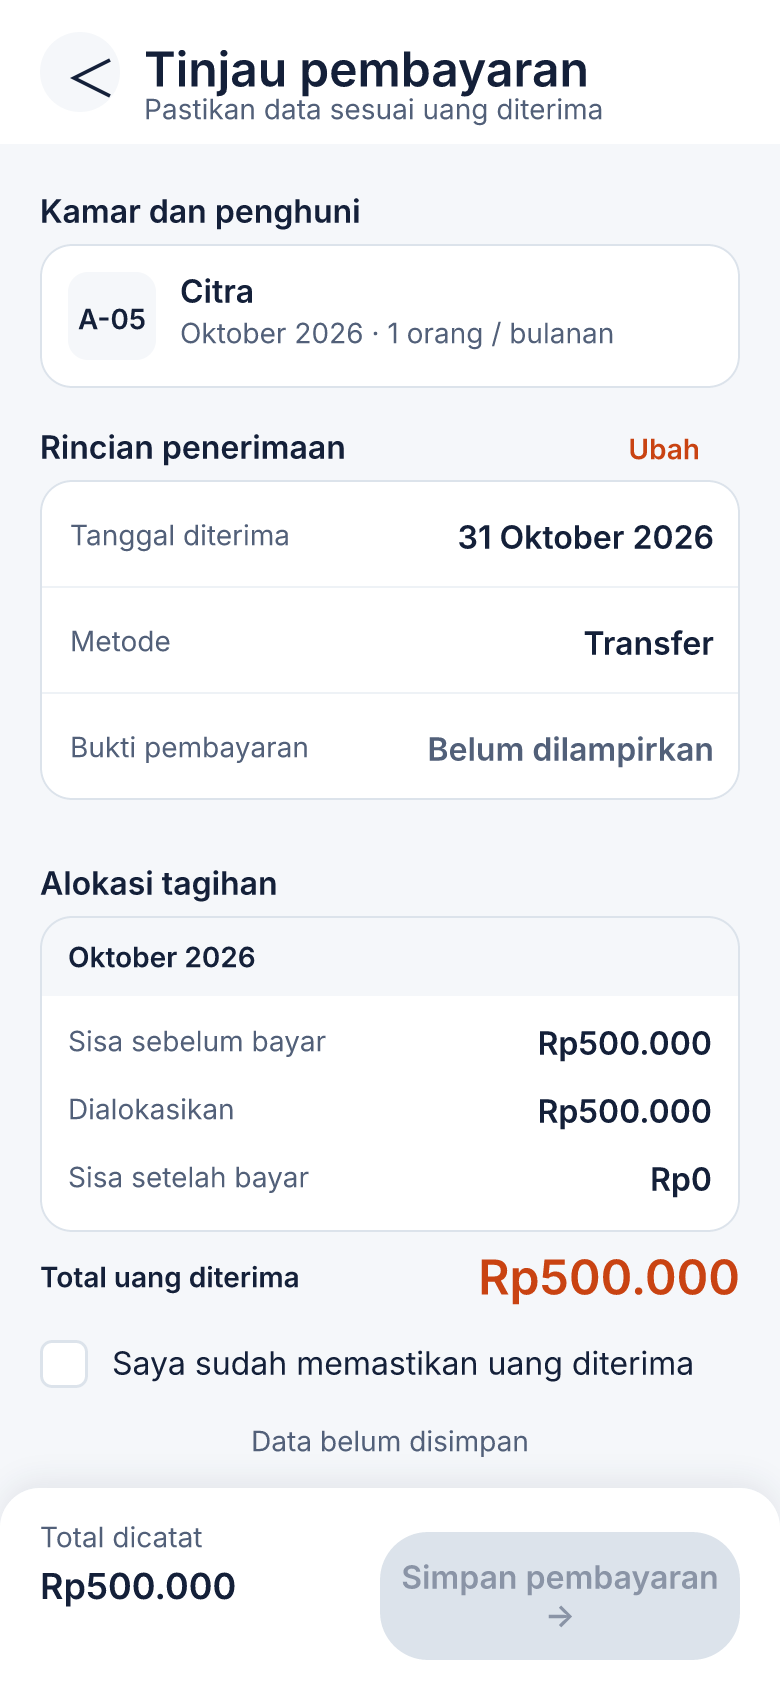 Tinjau pembayaran
Pastikan data sesuai uang diterima
Kamar dan penghuni
A-05
Citra
Oktober 2026 · 1 orang / bulanan
Rincian penerimaan
Ubah
Tanggal diterima
31 Oktober 2026
Metode
Transfer
Bukti pembayaran
Belum dilampirkan
Alokasi tagihan
Oktober 2026
Sisa sebelum bayar
Rp500.000
Dialokasikan
Rp500.000
Sisa setelah bayar
Rp0
Total uang diterima
Rp500.000
Saya sudah memastikan uang diterima
Data belum disimpan
Total dicatat
Rp500.000
Simpan pembayaran
→